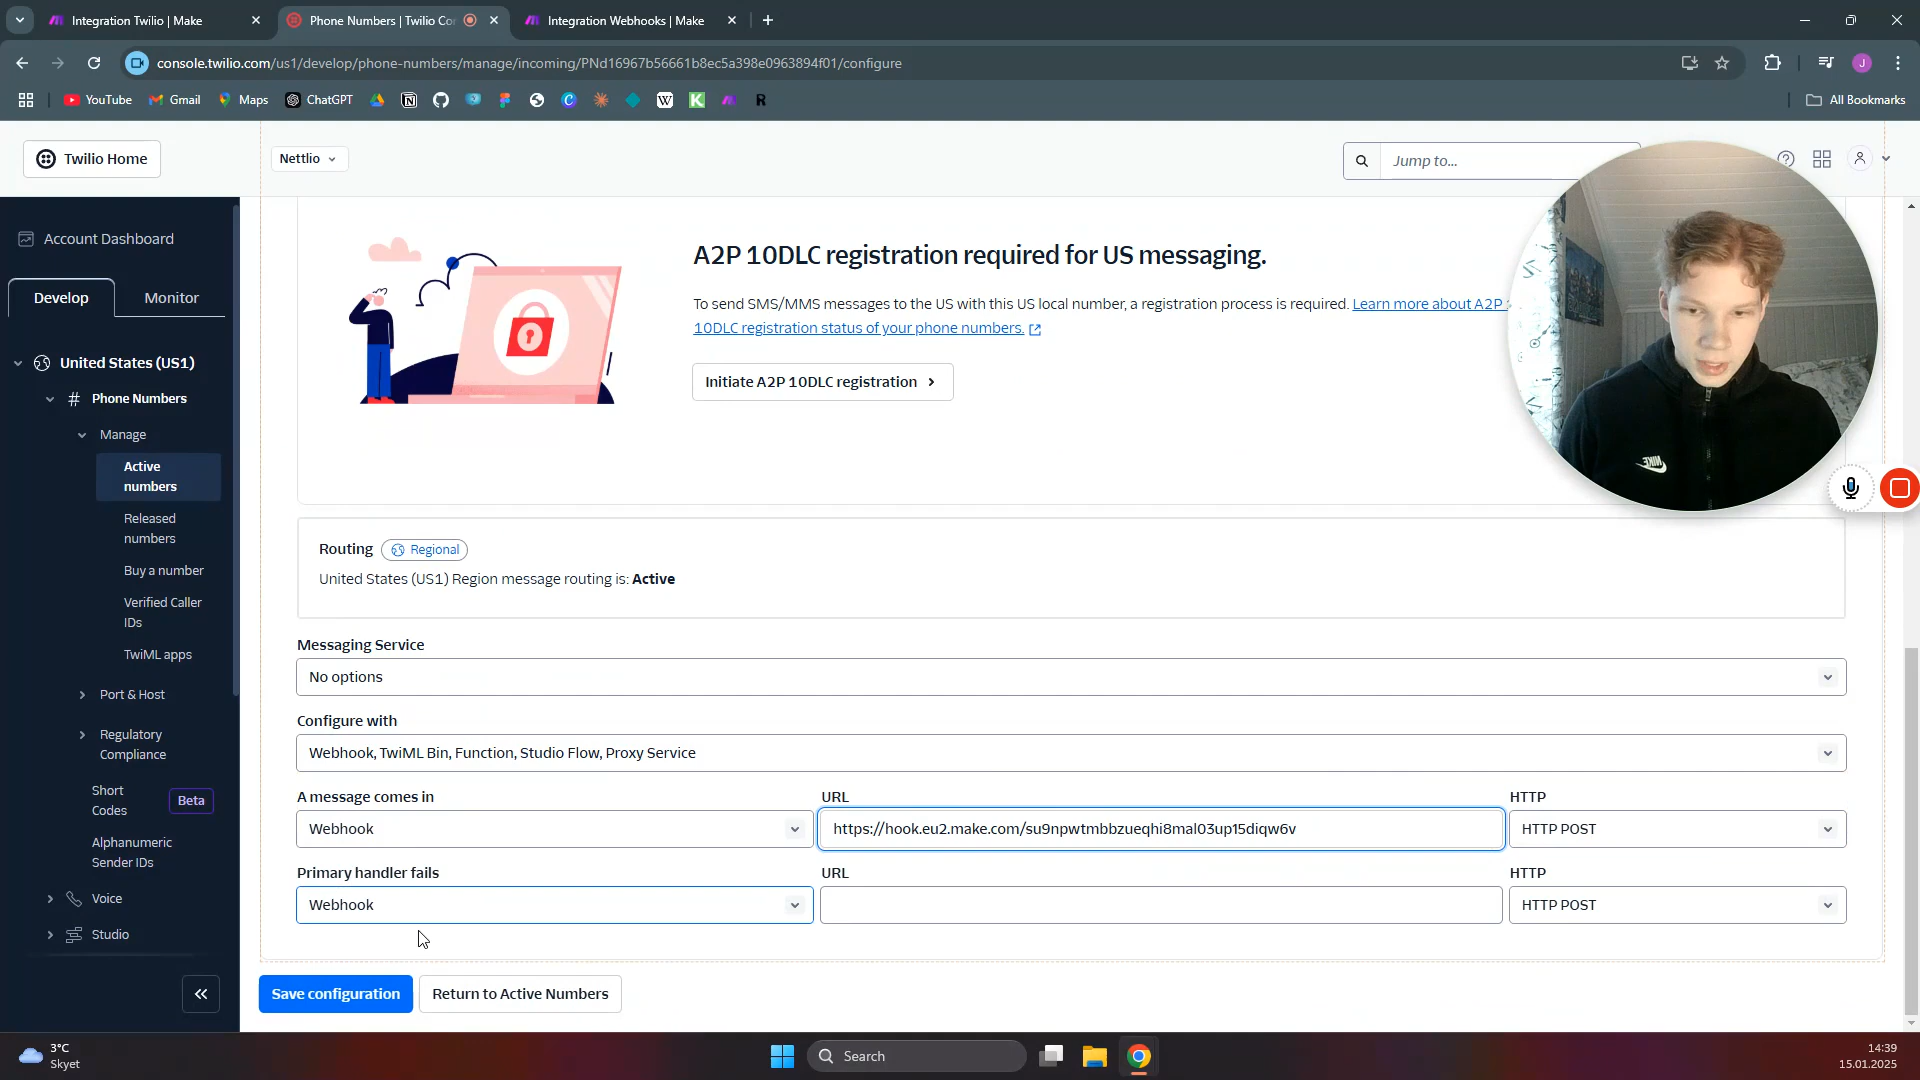 Integration Twilio | Make
Phone Numbers | Twilio Co
Integration Webhooks | Make
console.twilio.com/us1/develop/phone-numbers/manage/incoming/PNd16967b56661b8ec5a398e0963894f01/configure
J
YouTube
Gmail
Maps
ChatGPT
All Bookmarks
Twilio Home
Nettlio
Jump to...
Account Dashboard
Develop
Monitor
United States (US1)
Phone Numbers
Manage
Active
numbers
Released
numbers
Buy a number
Verified Caller
IDs
TwiML apps
Port & Host
Regulatory
Compliance
Short
Codes
Beta
Alphanumeric
Sender IDs
Voice
Studio
A2P 10DLC registration required for US messaging.
To send SMS/MMS messages to the US with this US local number, a registration process is required. Learn more about A2P
10DLC registration status of your phone numbers.
Initiate A2P 10DLC registration
NIKE
Routing
Regional
United States (US1) Region message routing is: Active
Messaging Service
No options
Configure with
Webhook, TwiML Bin, Function, Studio Flow, Proxy Service
A message comes in
URL
HTTP
Webhook
https://hook.eu2.make.com/su9npwtmbbzueqhi8mal03up15diqw6v
HTTP POST
Primary handler fails
URL
HTTP
Webhook
HTTP POST
Save configuration
Return to Active Numbers
3°C
Skyet
Search
14:39
15.01.2025